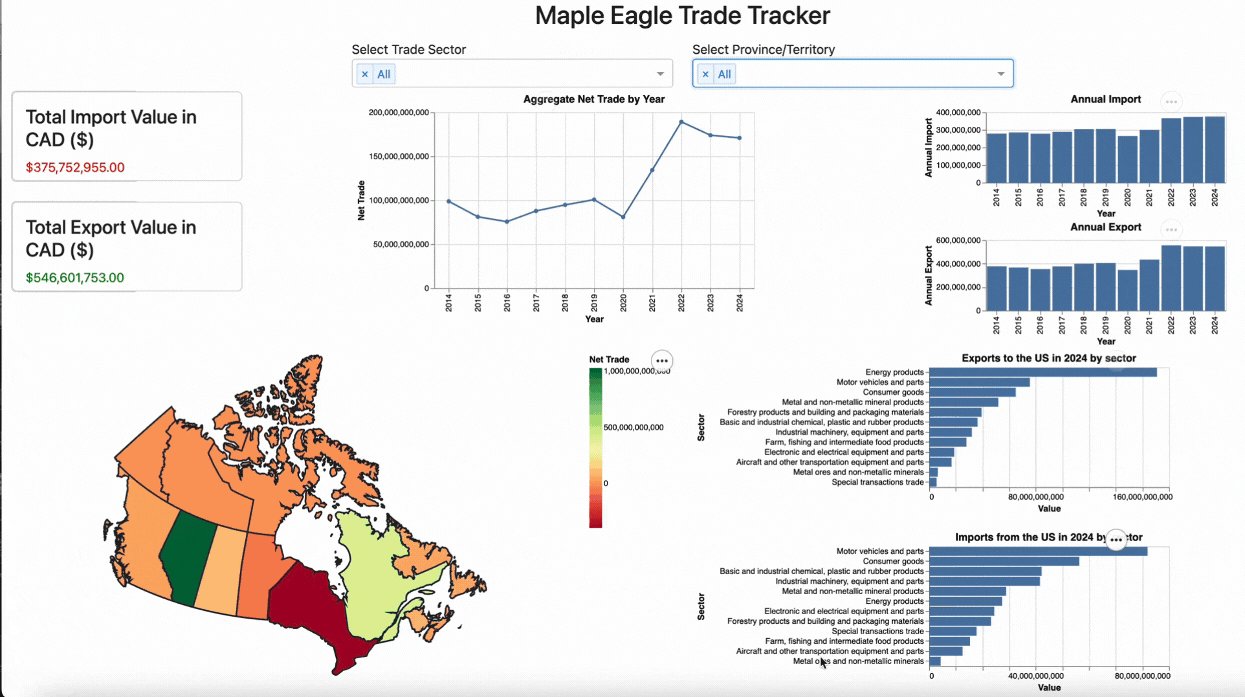 Maple Eagle Trade Tracker
Select Trade Sector
× All
Select Province/Territory
× All
Total Import Value in
CAD ($)
$375,752,955.00
Total Export Value in
CAD ($)
$546,601,753.00
Aggregate Net Trade by Year
200,000,000,000
150,000,000,000
100,000,000,000
50,000,000,000
0
Net Trade
2014 2015 2016 2017 2018 2019 2020 2021 2022 2023 2024
Year
Annual Import
400,000,000
300,000,000
200,000,000
100,000,000
0
Annual Import
2014 2015 2016 2017 2018 2019 2020 2021 2022 2023 2024
Year
Annual Export
600,000,000
400,000,000
200,000,000
0
Annual Export
2014 2015 2016 2017 2018 2019 2020 2021 2022 2023 2024
Year
Net Trade
1,000,000,000,000
500,000,000,000
0
Exports to the US in 2024 by sector
Energy products
Motor vehicles and parts
Consumer goods
Metal and non-metallic mineral products
Forestry products and building and packaging materials
Basic and industrial chemical, plastic and rubber products
Industrial machinery, equipment and parts
Farm, fishing and intermediate food products
Electronic and electrical equipment and parts
Aircraft and other transportation equipment and parts
Metal ores and non-metallic minerals
Special transactions trade
Sector
0 80,000,000,000 160,000,000,000
Value
Imports from the US in 2024 by sector
Motor vehicles and parts
Consumer goods
Basic and industrial chemical, plastic and rubber products
Industrial machinery, equipment and parts
Metal and non-metallic mineral products
Energy products
Electronic and electrical equipment and parts
Forestry products and building and packaging materials
Special transactions trade
Farm, fishing and intermediate food products
Aircraft and other transportation equipment and parts
Metal ores and non-metallic minerals
Sector
0 40,000,000,000 80,000,000,000
Value